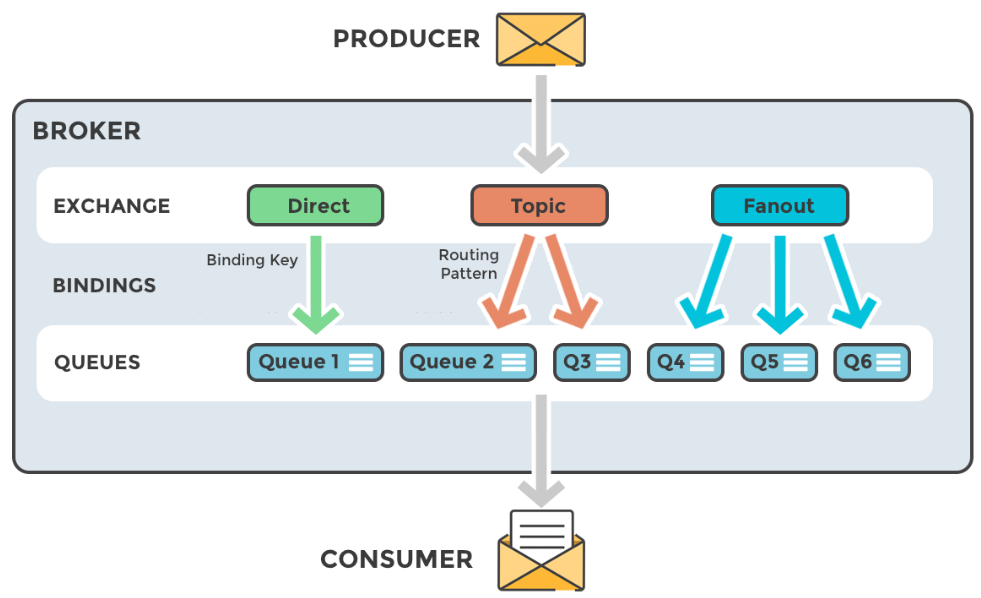 PRODUCER
BROKER
EXCHANGE
Direct
Topic
Fanout
Binding Key
Routing
Pattern
BINDINGS
QUEUES
Queue 1
Queue 2
Q3
Q4
Q5
Q6
CONSUMER